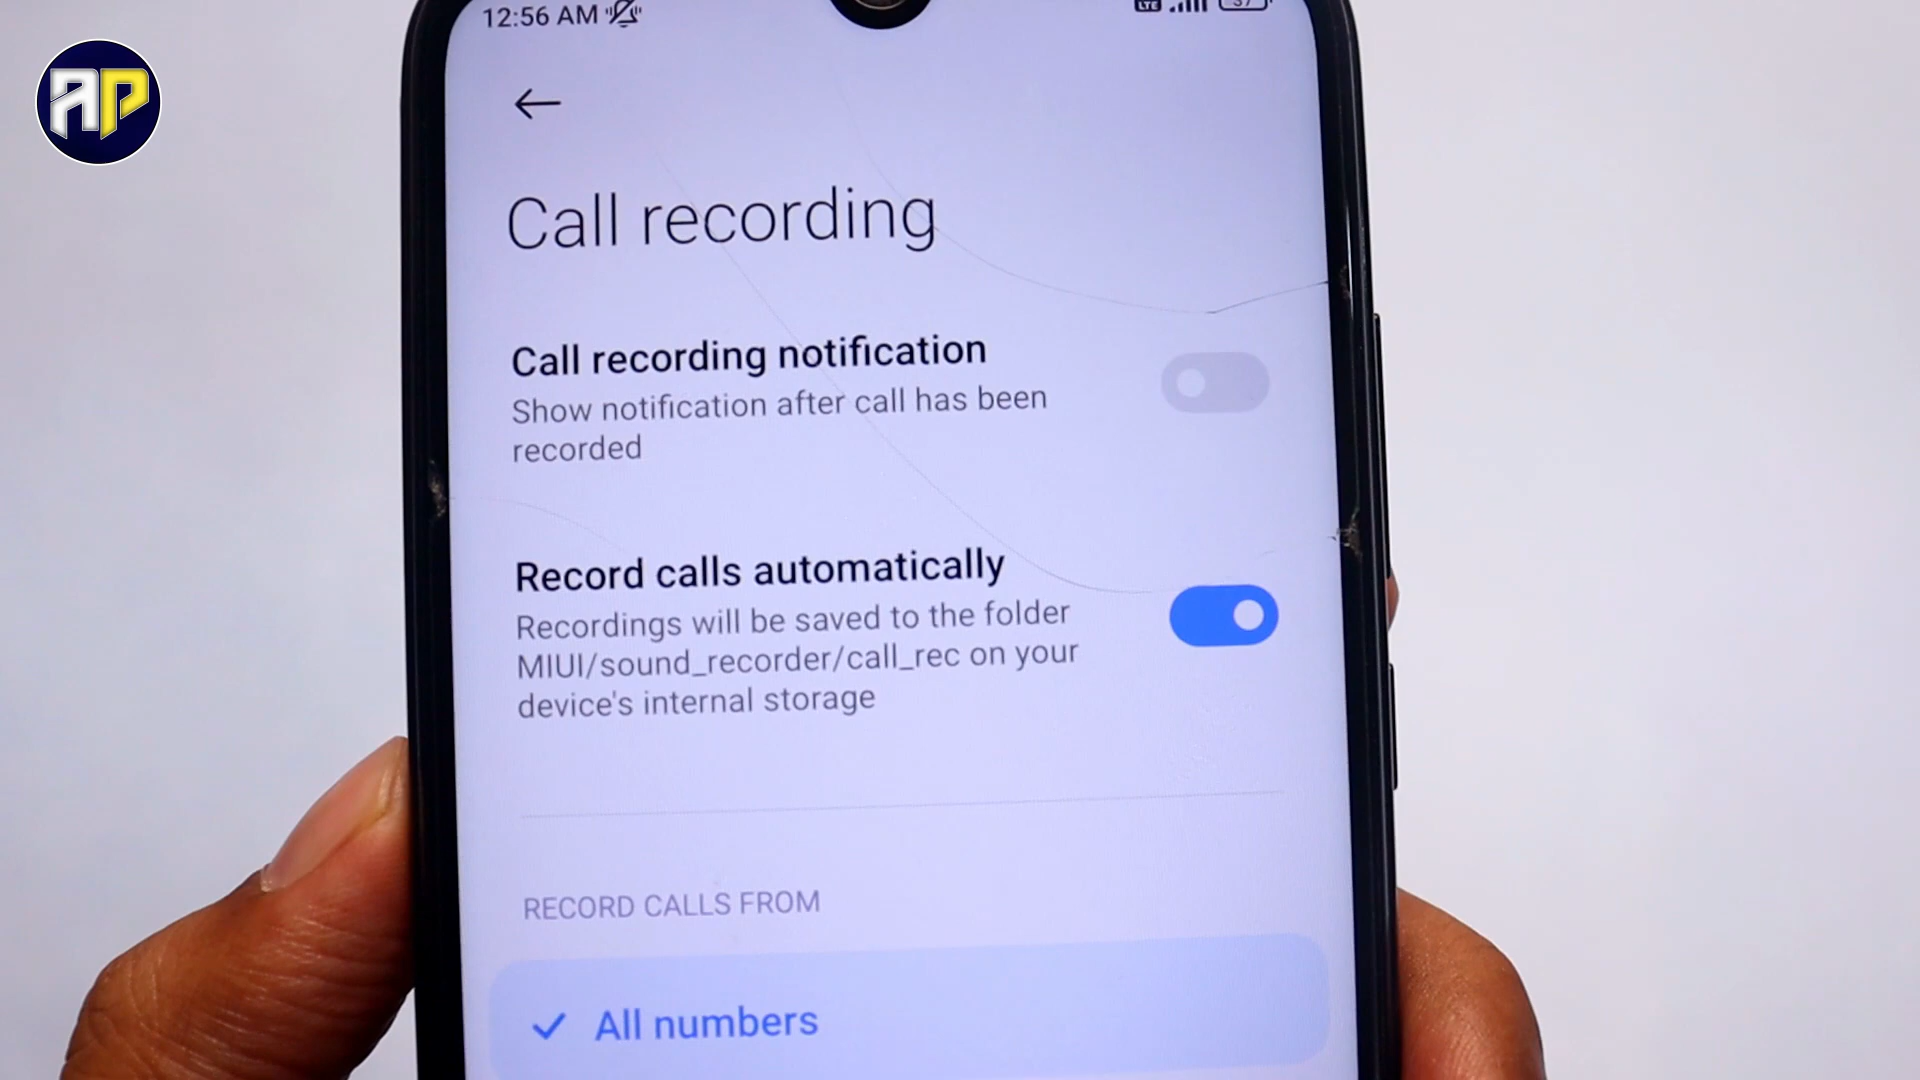 12:56 AM
AP
Call recording
Call recording notification
Show notification after call has been
recorded
Record calls automatically
Recordings will be saved to the folder
MIUI/sound_recorder/call_rec on your
device's internal storage
RECORD CALLS FROM
All numbers